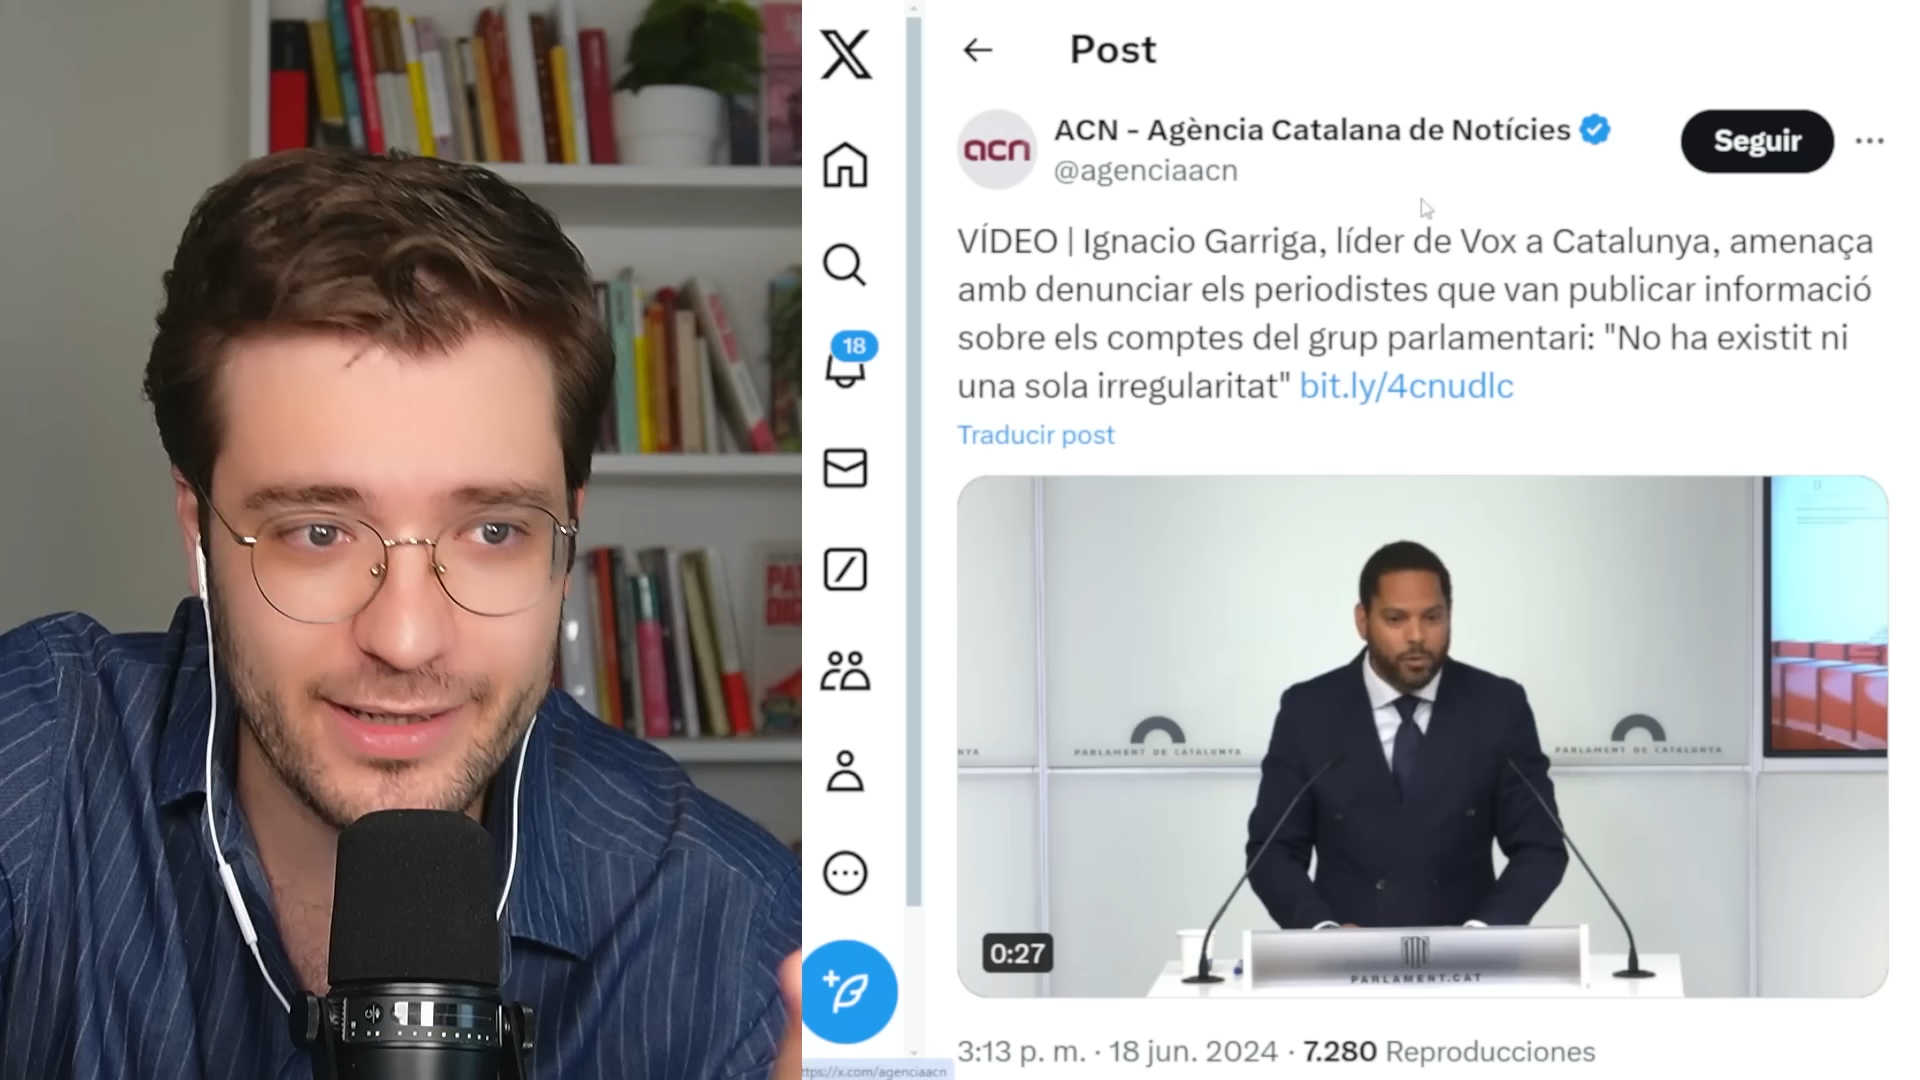 Post
acn
ACN - Agència Catalana de Notícies
@agenciaacn
Seguir
VÍDEO | Ignacio Garriga, líder de Vox a Catalunya, amenaça
amb denunciar els periodistes que van publicar informació
sobre els comptes del grup parlamentari: "No ha existit ni
una sola irregularitat" bit.ly/4cnudlc
Traducir post
18
PARLAMENT DE CATALUNYA
PARLAMENT DE CATALUNYA
PARLAMENT.CAT
0:27
3:13 p. m. · 18 jun. 2024 · 7.280 Reproducciones
ttps://x.com/agenciaacn